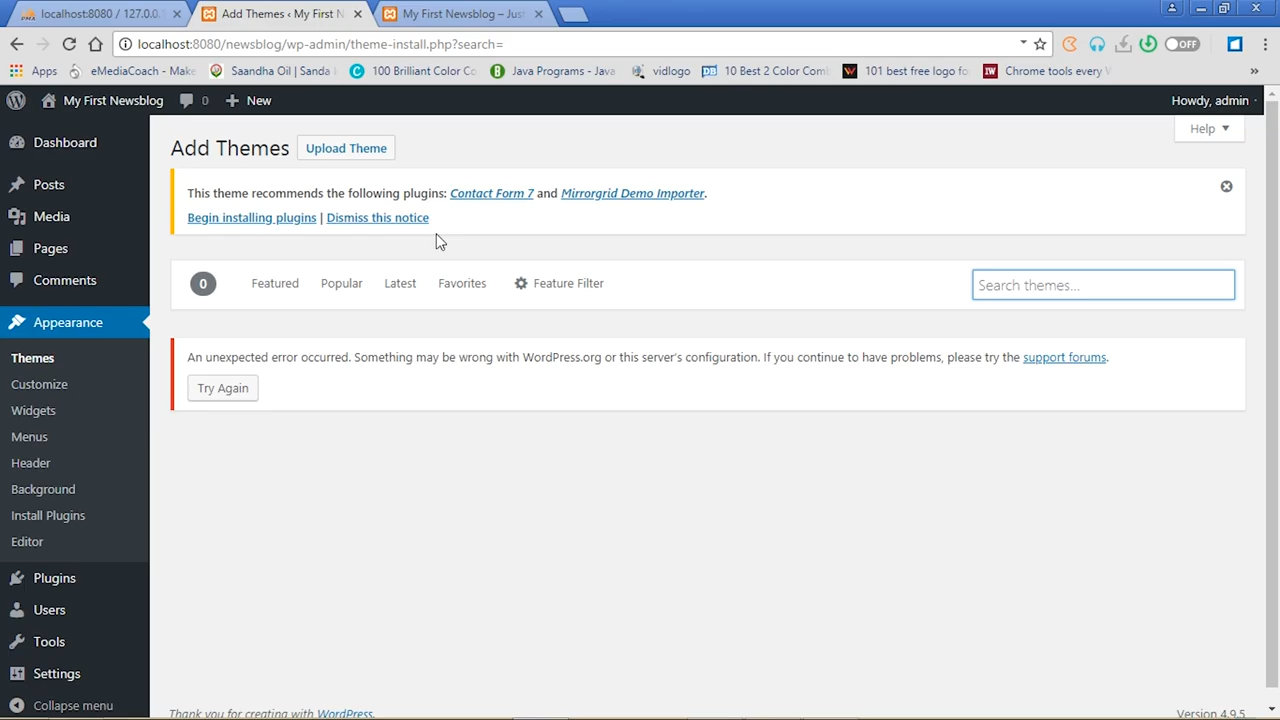 localhost:8080 / 127.0.0.
Add Themes ‹ My First N
My First Newsblog – Just
localhost:8080/newsblog/wp-admin/theme-install.php?search=
OFF
Apps
eMediaCoach - Make
Saandha Oil | Sanda
100 Brilliant Color Co
Java Programs - Java
vidlogo
10 Best 2 Color Comb
101 best free logo fo
Chrome tools every W
»
My First Newsblog
0
New
Howdy, admin
Dashboard
Posts
Media
Pages
Comments
Appearance
Themes
Customize
Widgets
Menus
Header
Background
Install Plugins
Editor
Plugins
Users
Tools
Settings
Collapse menu
Help
Add Themes
Upload Theme
This theme recommends the following plugins: Contact Form 7 and Mirrorgrid Demo Importer.
Begin installing plugins | Dismiss this notice
0
Featured
Popular
Latest
Favorites
Feature Filter
Search themes...
An unexpected error occurred. Something may be wrong with WordPress.org or this server's configuration. If you continue to have problems, please try the support forums.
Try Again
Thank you for creating with WordPress.
Version 4.9.5